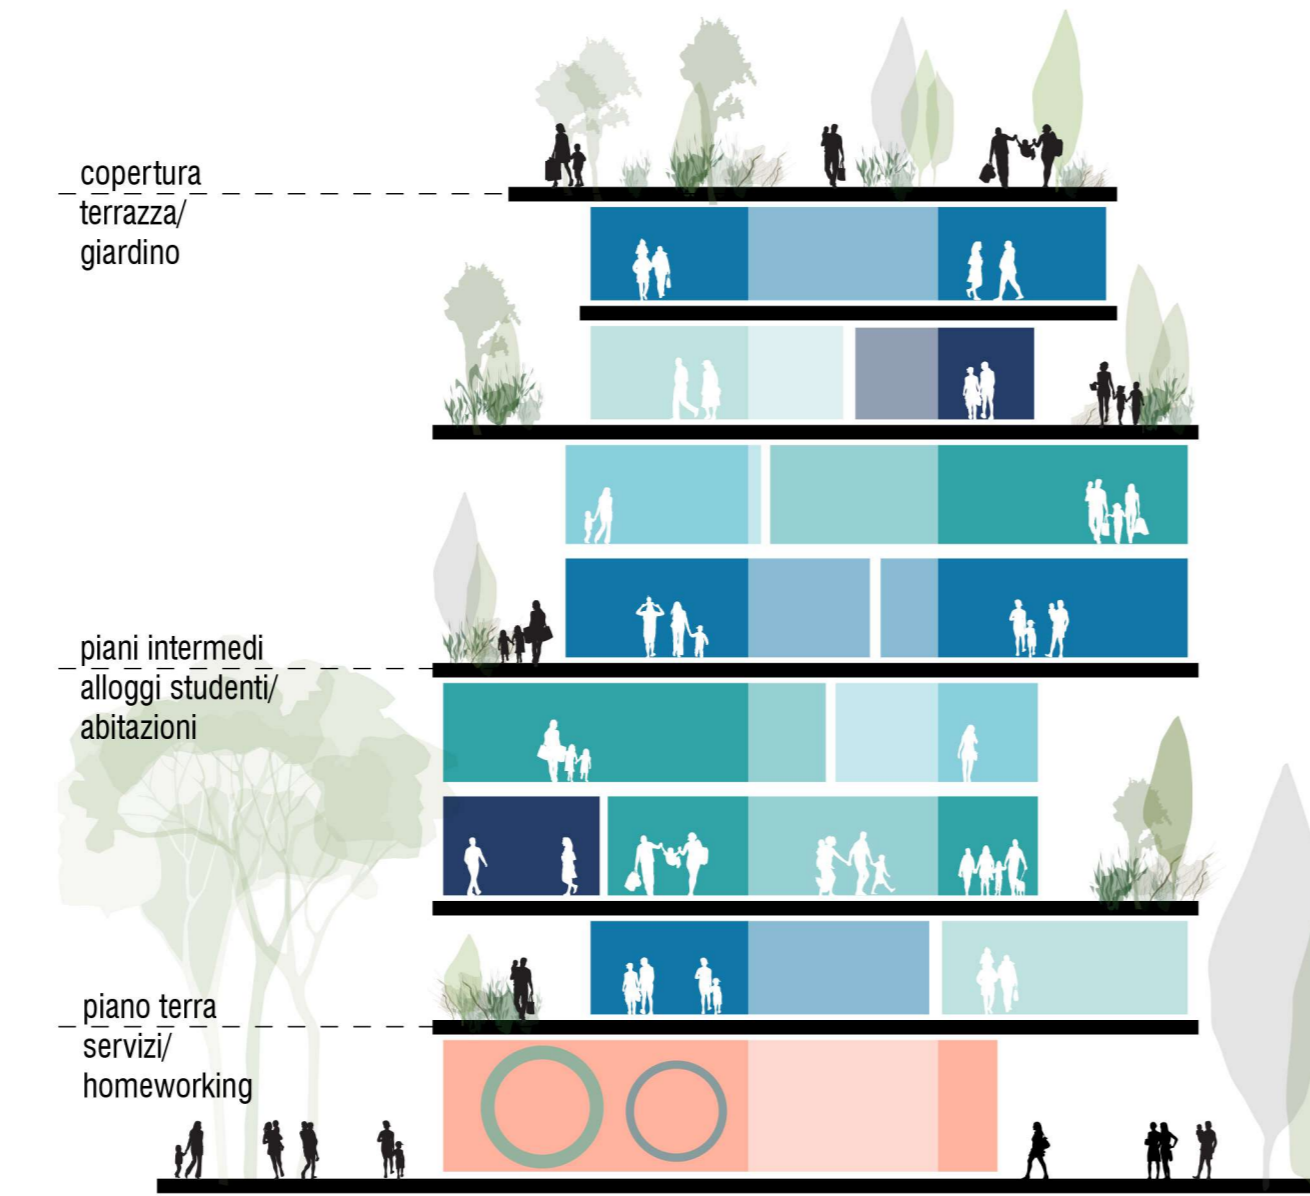 copertura
terrazza/
giardino
piani intermedi
alloggi studenti/
abitazioni
piano terra
servizi/
homeworking